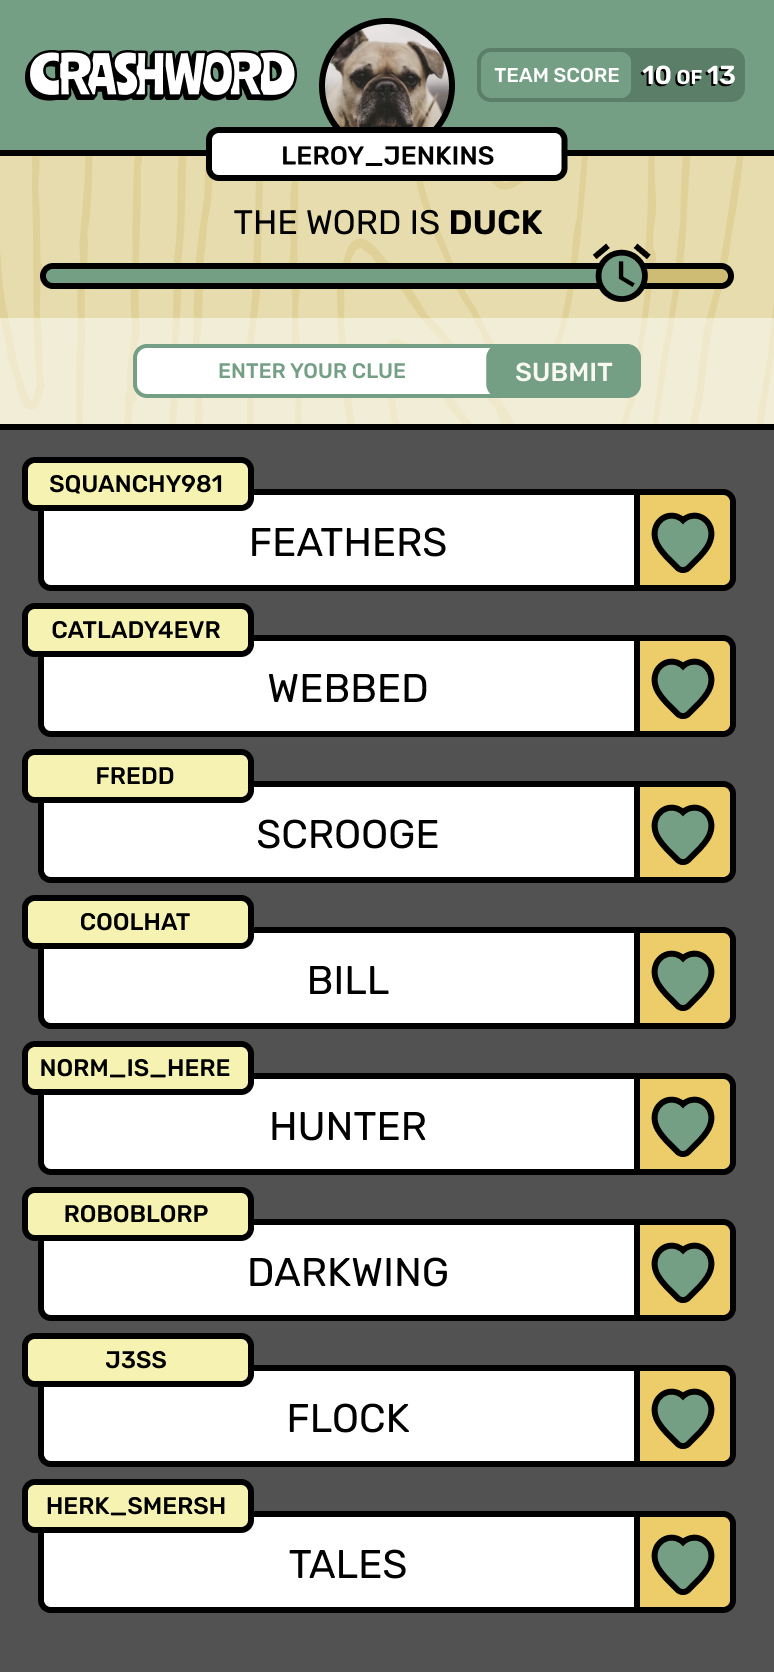 CRASHWORD
TEAM SCORE 10 OF 13
LEROY_JENKINS
THE WORD IS DUCK
ENTER YOUR CLUE SUBMIT
SQUANCHY981
FEATHERS
CATLADY4EVR
WEBBED
FREDD
SCROOGE
COOLHAT
BILL
NORM_IS_HERE
HUNTER
ROBOBLORP
DARKWING
J3SS
FLOCK
HERK_SMERSH
TALES